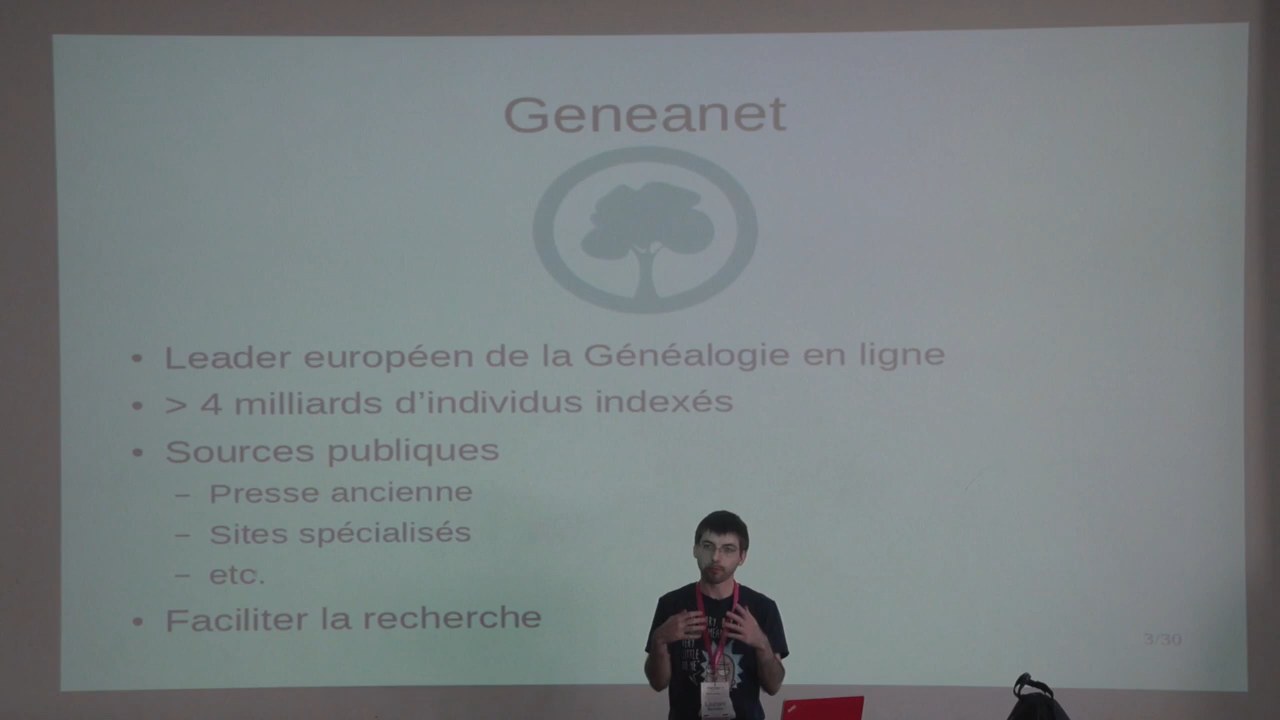 Geneanet
• Leader européen de la Généalogie en ligne
• > 4 milliards d’individus indexés
• Sources publiques
– Presse ancienne
– Sites spécialisés
– etc.
• Faciliter la recherche
3/30